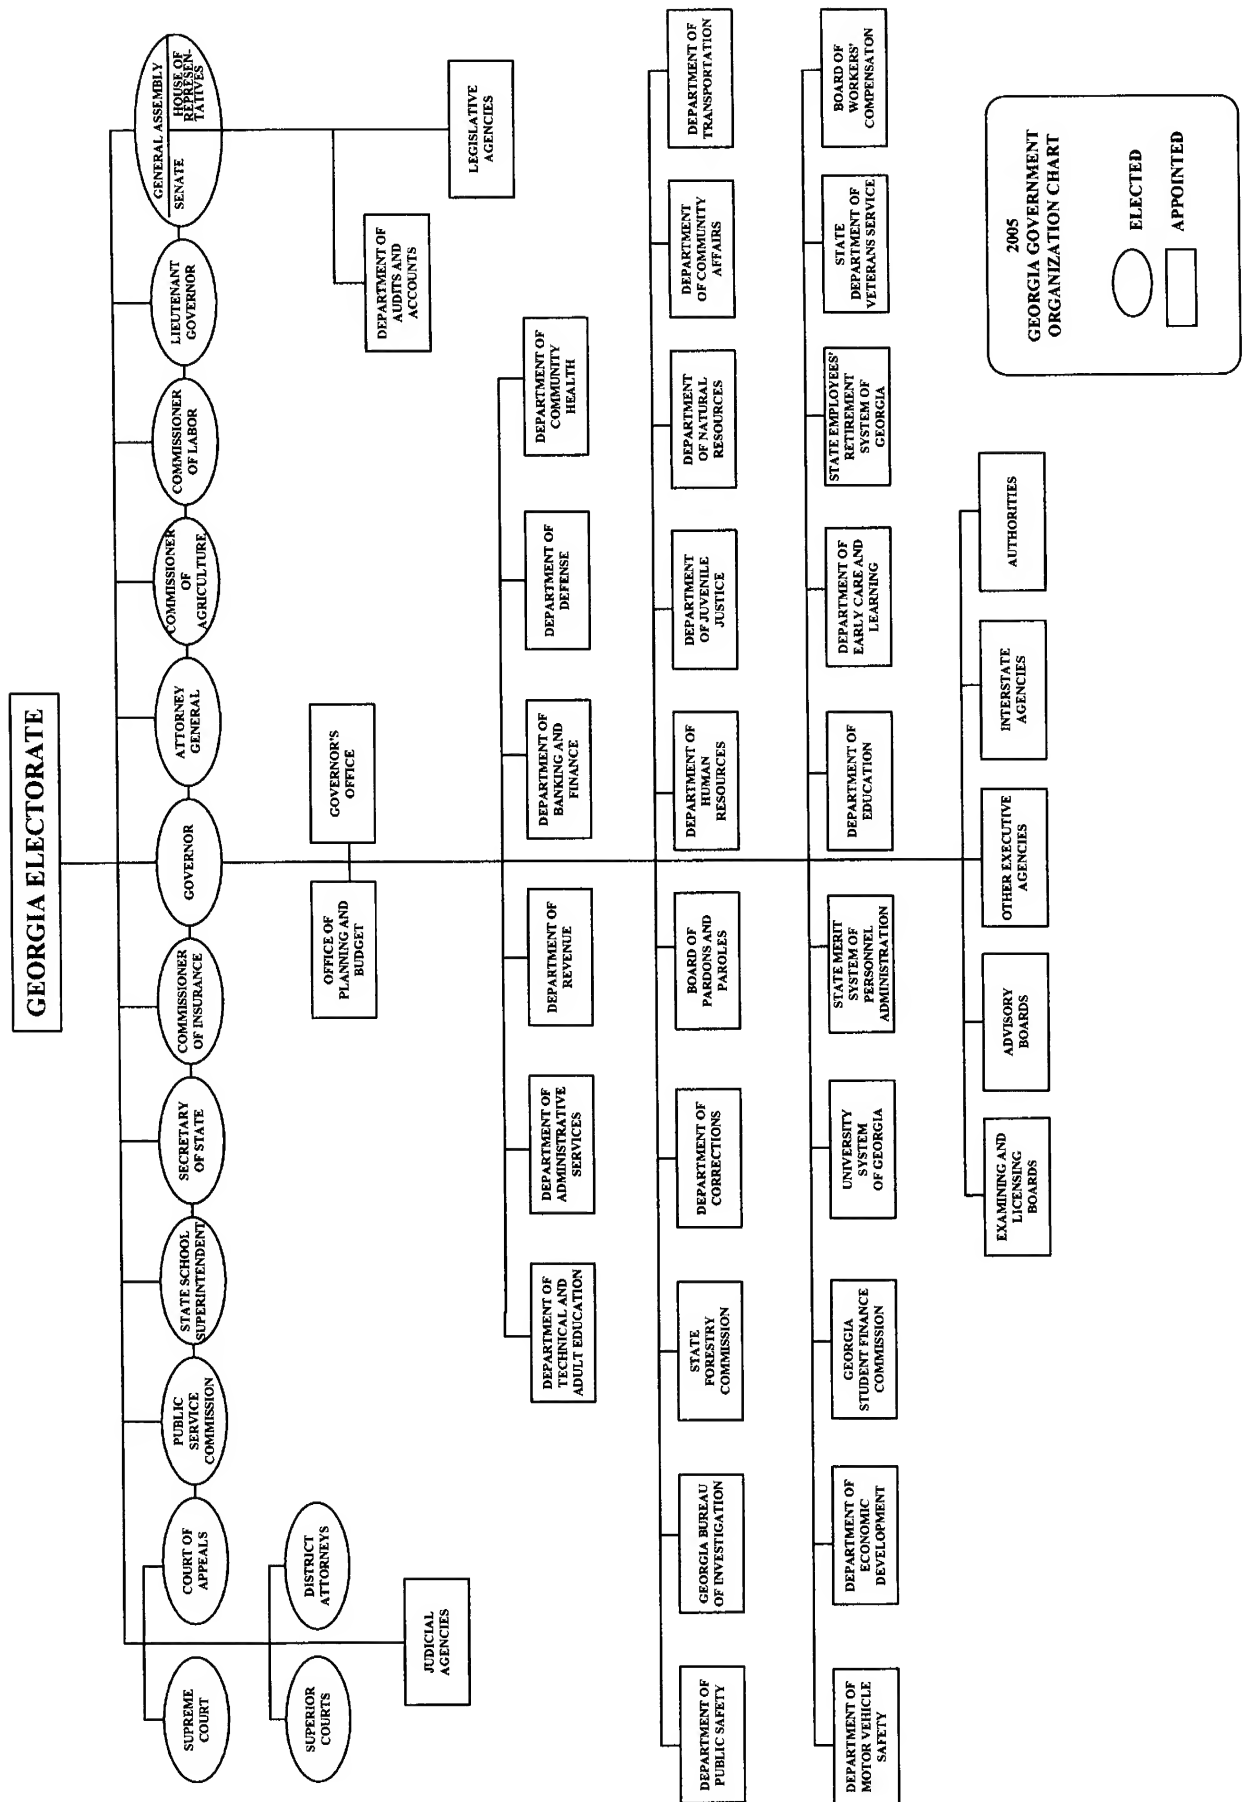 GEORGIA ELECTORATE
SUPREME
COURT
COURT OF
APPEALS
PUBLIC
SERVICE
COMMISSION
STATE SCHOOL
SUPERINTENDENT
SECRETARY
OF STATE
COMMISSIONER
OF INSURANCE
GOVERNOR
ATTORNEY
GENERAL
COMMISSIONER
OF
AGRICULTURE
COMMISSIONER
OF LABOR
LIEUTENANT
GOVERNOR
GENERAL ASSEMBLY
SENATE
HOUSE OF
REPRESEN-
TATIVES
SUPERIOR
COURTS
DISTRICT
ATTORNEYS
JUDICIAL
AGENCIES
OFFICE OF
PLANNING AND
BUDGET
GOVERNOR'S
OFFICE
DEPARTMENT OF
AUDITS AND
ACCOUNTS
LEGISLATIVE
AGENCIES
DEPARTMENT OF
TECHNICAL AND
ADULT EDUCATION
DEPARTMENT OF
ADMINISTRATIVE
SERVICES
DEPARTMENT OF
REVENUE
DEPARTMENT OF
BANKING AND
FINANCE
DEPARTMENT OF
DEFENSE
DEPARTMENT OF
COMMUNITY
HEALTH
DEPARTMENT OF
PUBLIC SAFETY
GEORGIA BUREAU
OF INVESTIGATION
STATE
FORESTRY
COMMISSION
DEPARTMENT OF
CORRECTIONS
BOARD OF
PARDONS AND
PAROLES
DEPARTMENT OF
HUMAN
RESOURCES
DEPARTMENT
OF JUVENILE
JUSTICE
DEPARTMENT
OF NATURAL
RESOURCES
DEPARTMENT
OF COMMUNITY
AFFAIRS
DEPARTMENT OF
TRANSPORTATION
DEPARTMENT OF
MOTOR VEHICLE
SAFETY
DEPARTMENT OF
ECONOMIC
DEVELOPMENT
GEORGIA
STUDENT FINANCE
COMMISSION
UNIVERSITY
SYSTEM
OF GEORGIA
STATE MERIT
SYSTEM OF
PERSONNEL
ADMINISTRATION
DEPARTMENT OF
EDUCATION
DEPARTMENT OF
EARLY CARE AND
LEARNING
STATE EMPLOYEES'
RETIREMENT
SYSTEM OF
GEORGIA
STATE
DEPARTMENT OF
VETERANS SERVICE
BOARD OF
WORKERS'
COMPENSATON
EXAMINING AND
LICENSING
BOARDS
ADVISORY
BOARDS
OTHER EXECUTIVE
AGENCIES
INTERSTATE
AGENCIES
AUTHORITIES
2005
GEORGIA GOVERNMENT
ORGANIZATION CHART
ELECTED
APPOINTED